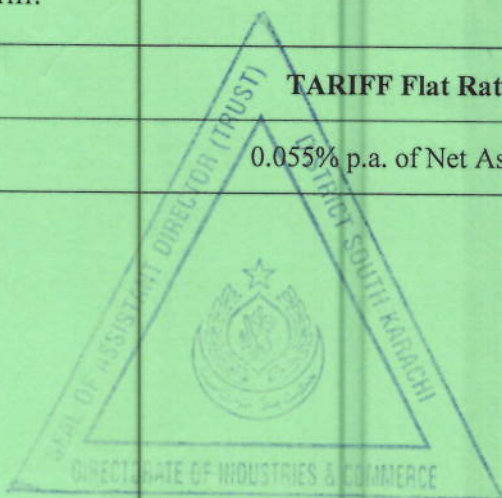 TARIFF Flat Rat
0.055% p.a. of Net As
SEAL OF ASSISTANT DIRECTOR (TRUST)
DISTRICT SOUTH KARACHI
DIRECTORATE OF INDUSTRIES & COMMERCE